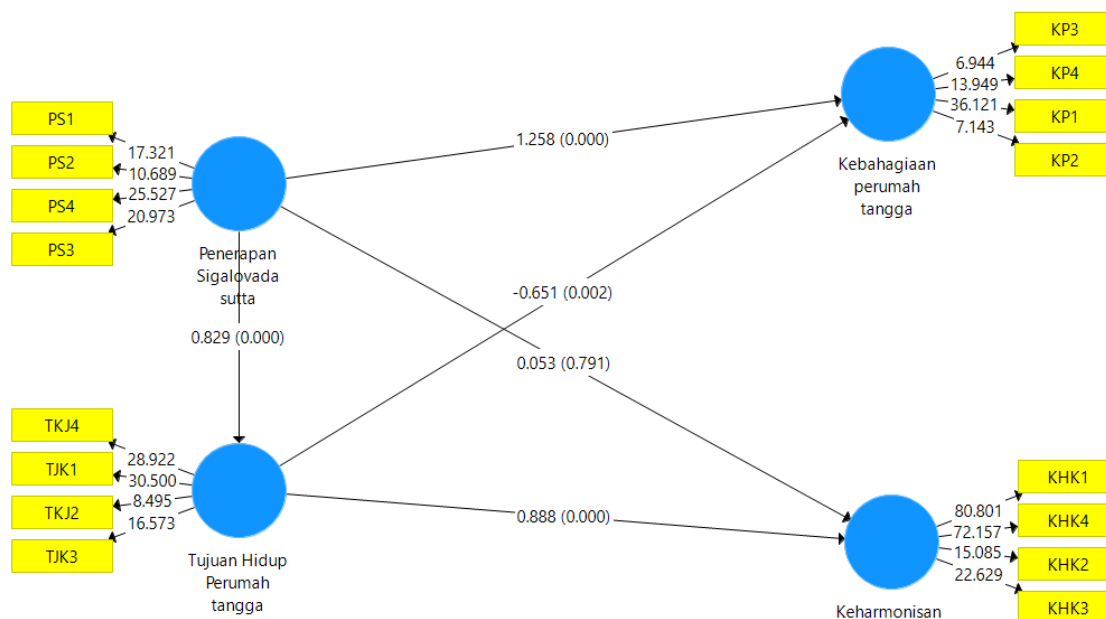 KP3
6.944
KP4
13.949
KP1
36.121
KP2
7.143
Kebahagiaan
perumah
tangga
PS1
17.321
PS2
10.689
PS4
25.527
PS3
20.973
Penerapan
Sigalovada
sutta
1.258 (0.000)
-0.651 (0.002)
0.829 (0.000)
0.053 (0.791)
0.888 (0.000)
TKJ4
28.922
TJK1
30.500
TKJ2
8.495
TJK3
16.573
Tujuan Hidup
Perumah
tangga
KHK1
80.801
KHK4
72.157
KHK2
15.085
KHK3
22.629
Keharmonisan